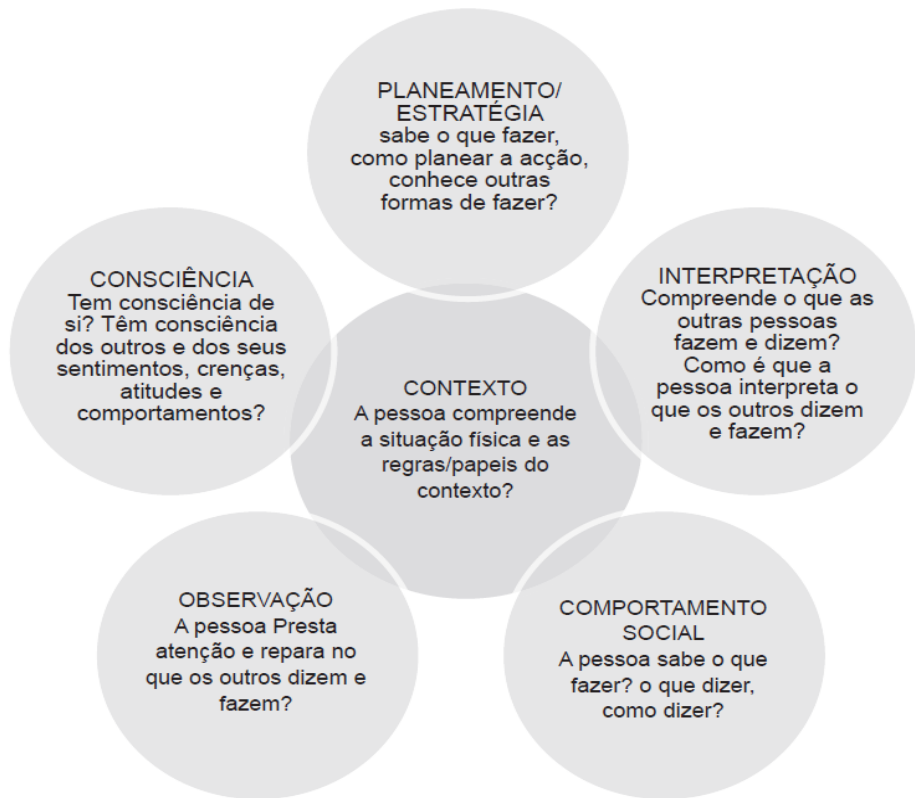 PLANEAMENTO/
ESTRATÉGIA
sabe o que fazer,
como planear a acção,
conhece outras
formas de fazer?
CONSCIÊNCIA
Tem consciência de
si? Têm consciência
dos outros e dos seus
sentimentos, crenças,
atitudes e
comportamentos?
INTERPRETAÇÃO
Compreende o que as
outras pessoas
fazem e dizem?
Como é que a
pessoa interpreta o
que os outros dizem
e fazem?
CONTEXTO
A pessoa compreende
a situação física e as
regras/papeis do
contexto?
OBSERVAÇÃO
A pessoa Presta
atenção e repara no
que os outros dizem e
fazem?
COMPORTAMENTO
SOCIAL
A pessoa sabe o que
fazer? o que dizer,
como dizer?